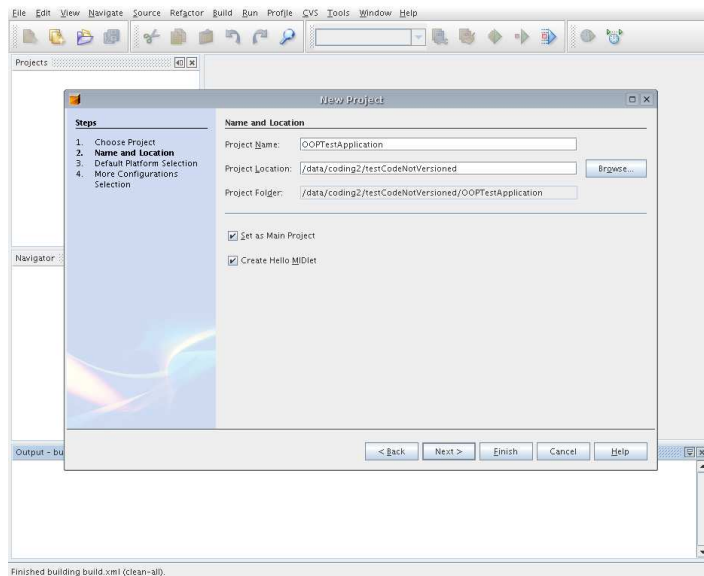 File Edit View Navigate Source Refactor Build Run Profile CVS Tools Window Help
Projects
New Project
Steps
1. Choose Project
2. Name and Location
3. Default Platform Selection
4. More Configurations
Selection
Name and Location
Project Name: OOPTestApplication
Project Location: /data/coding2/testCodeNotVersioned Browse...
Project Folder: /data/coding2/testCodeNotVersioned/OOPTestApplication
Set as Main Project
Create Hello MIDlet
Navigator
< Back Next > Finish Cancel Help
Output - bu
Finished building build.xml (clean-all).